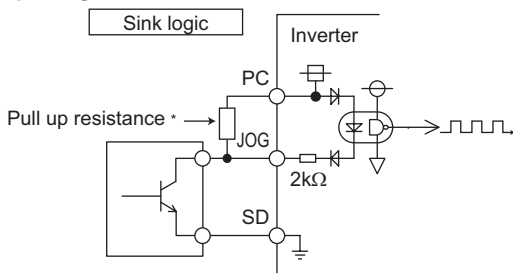 Sink logic
Inverter
PC
Pull up resistance *
JOG
2kΩ
SD